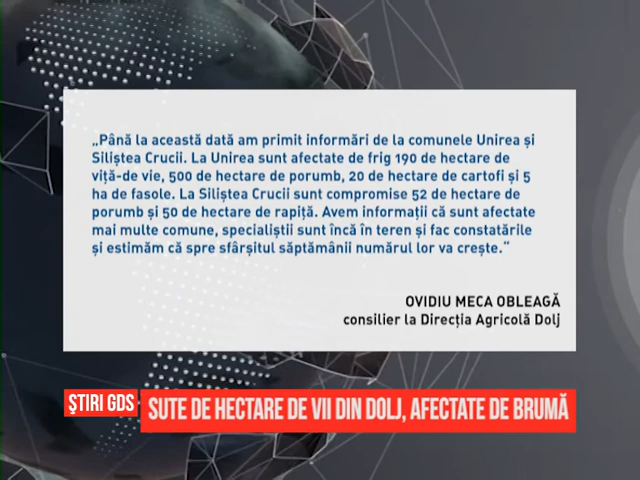 „Până la această dată am primit informări de la comunele Unirea și
Siliștea Crucii. La Unirea sunt afectate de frig 190 de hectare de
viță-de vie, 500 de hectare de porumb, 20 de hectare de cartofi și 5
ha de fasole. La Siliștea Crucii sunt compromise 52 de hectare de
porumb și 50 de hectare de rapiță. Avem informații că sunt afectate
mai multe comune, specialiștii sunt încă în teren și fac constatările
și estimăm că spre sfârșitul săptămânii numărul lor va crește.”
OVIDIU MECA OBLEAGĂ
consilier la Direcția Agricolă Dolj
ŞTIRI GDS
SUTE DE HECTARE DE VII DIN DOLJ, AFECTATE DE BRUMĂ